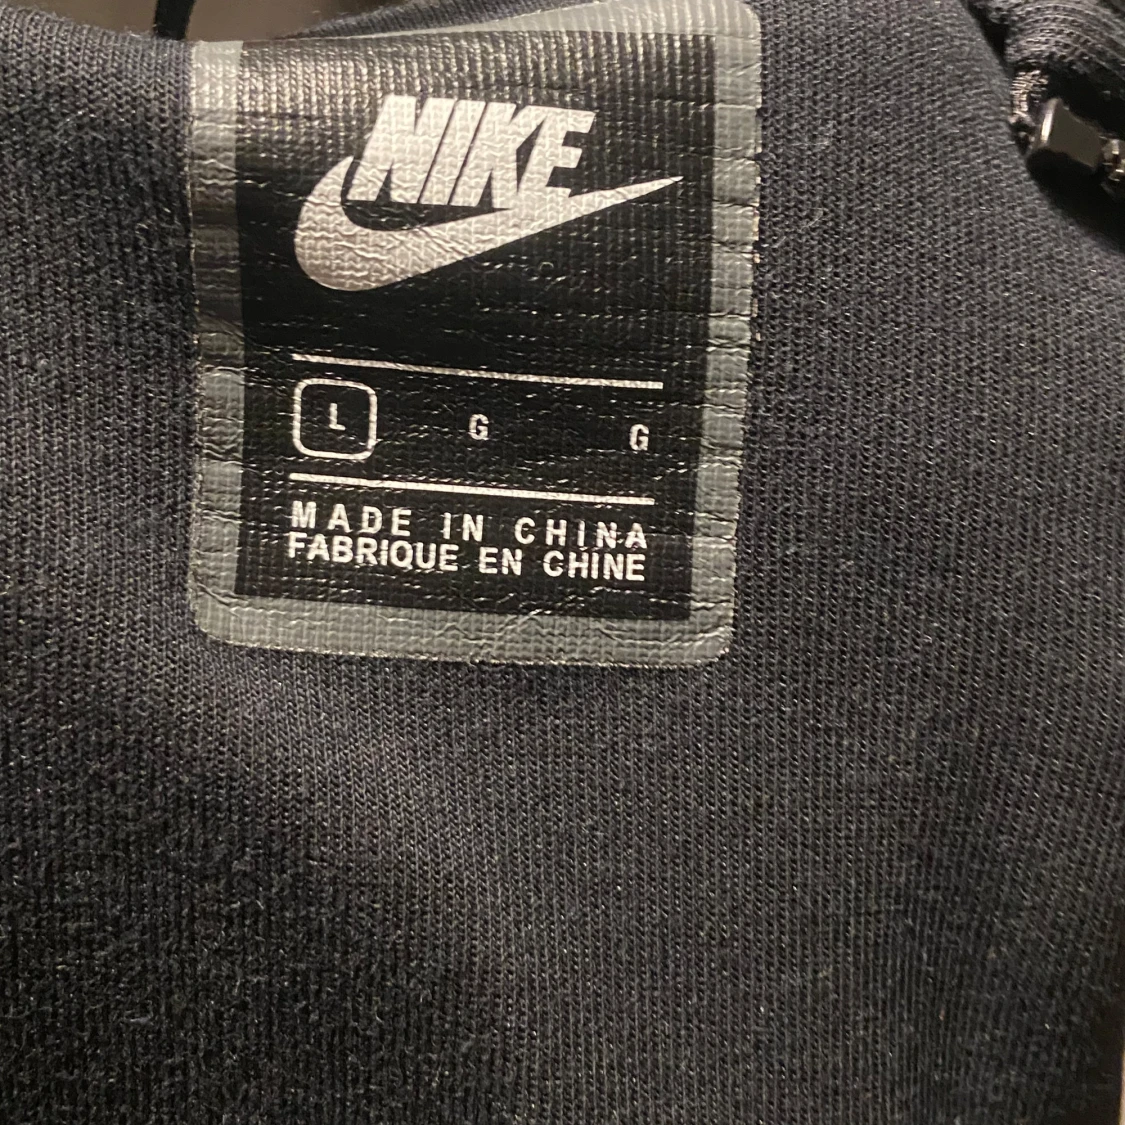 NIKE
L G G
MADE IN CHINA
FABRIQUE EN CHINE